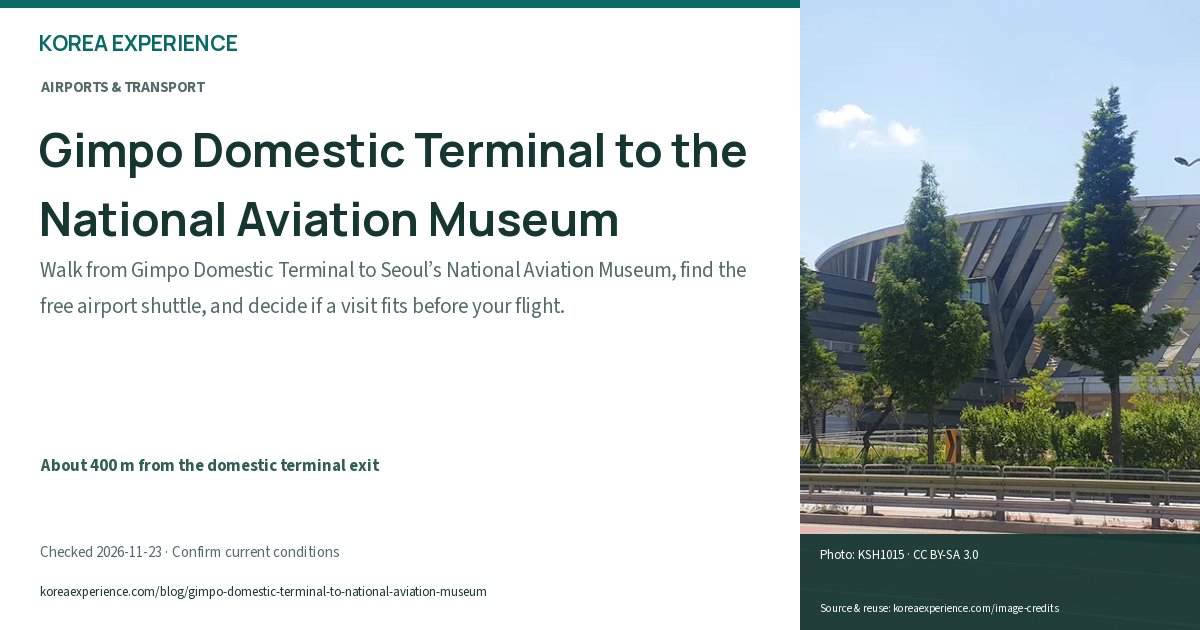 KOREA EXPERIENCE
AIRPORTS & TRANSPORT
Gimpo Domestic Terminal to the
National Aviation Museum
Walk from Gimpo Domestic Terminal to Seoul’s National Aviation Museum, find the
free airport shuttle, and decide if a visit fits before your flight.
About 400 m from the domestic terminal exit
Checked 2026-11-23 · Confirm current conditions
koreaexperience.com/blog/gimpo-domestic-terminal-to-national-aviation-museum
Photo: KSH1015 · CC BY-SA 3.0
Source & reuse: koreaexperience.com/image-credits